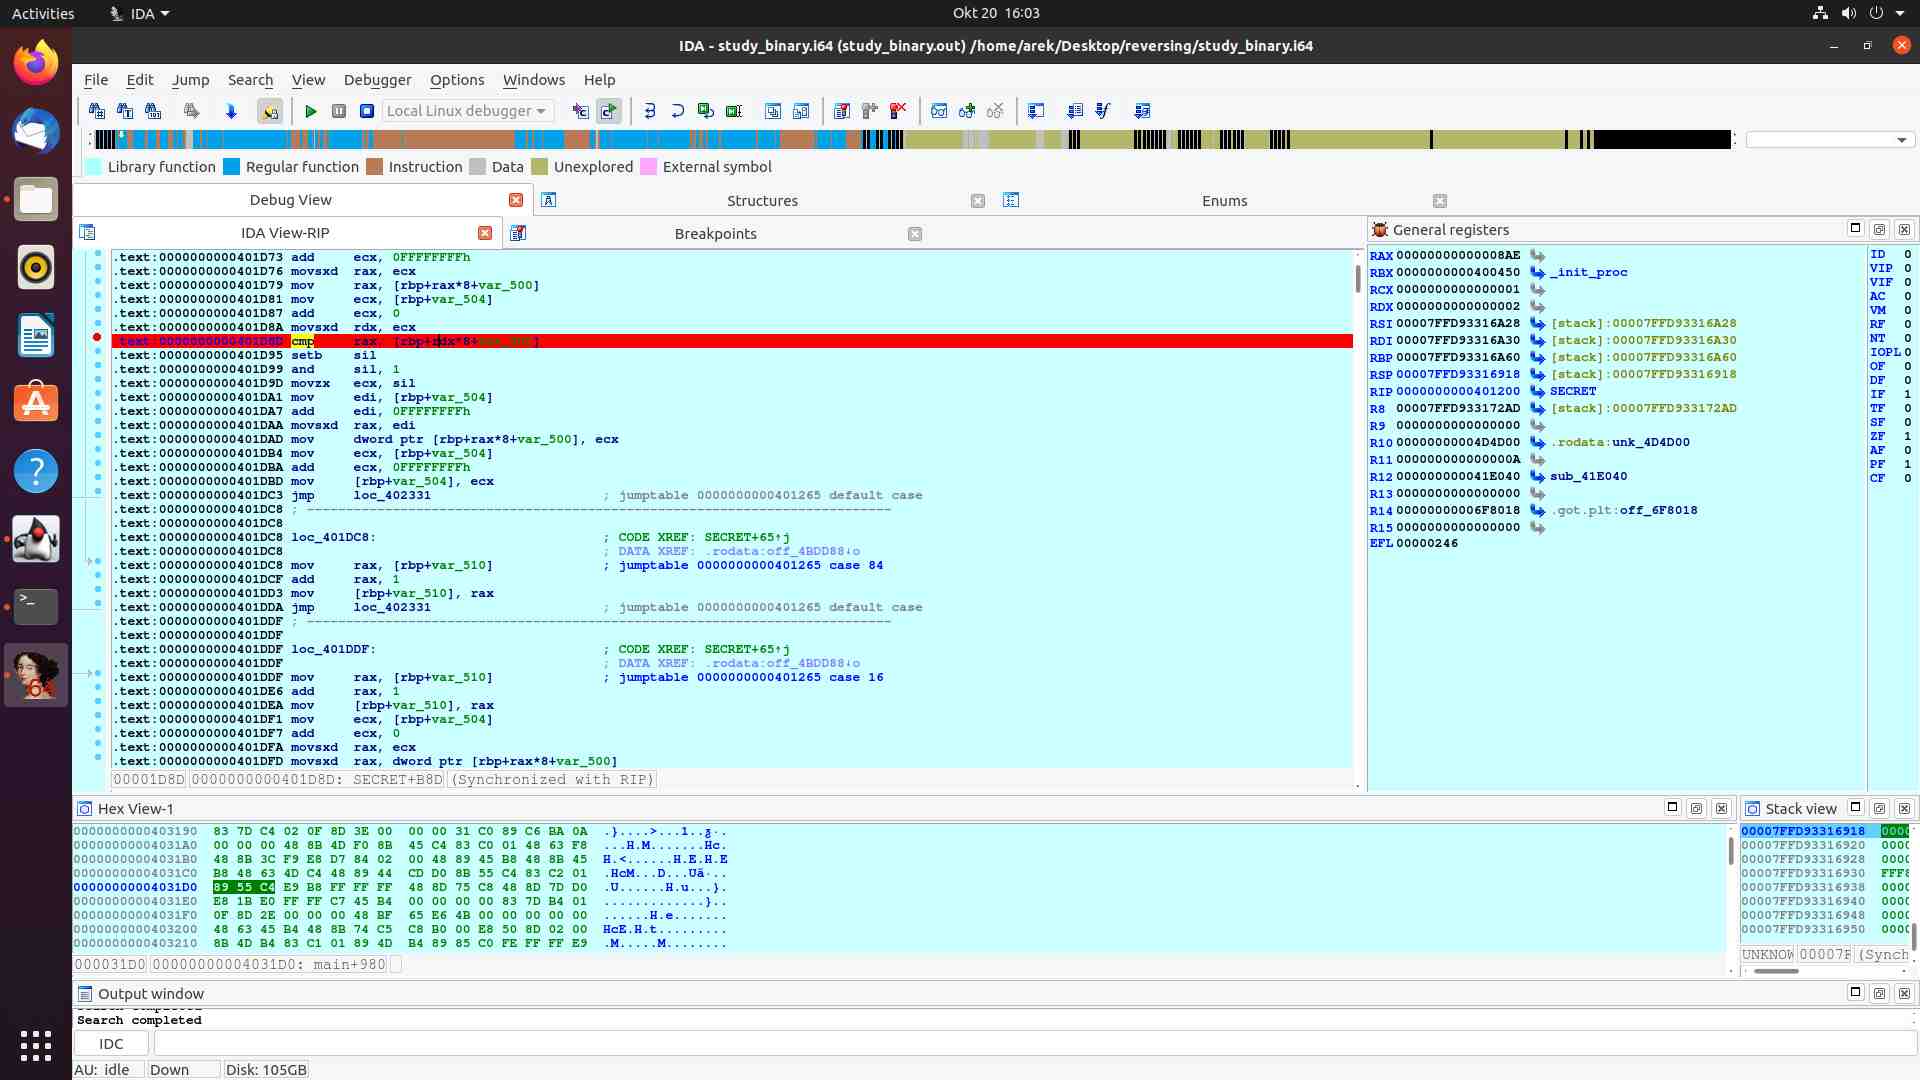 Activities
IDA
Okt 20 16:03
IDA - study_binary.i64 (study_binary.out) /home/arek/Desktop/reversing/study_binary.i64
File Edit Jump Search View Debugger Options Windows Help
Local Linux debugger
Library function Regular function Instruction Data Unexplored External symbol
Debug View
Structures
Enums
IDA View-RIP
Breakpoints
.text:0000000000401D73 add ecx, 0FFFFFFFFh
.text:0000000000401D76 movsxd rax, ecx
.text:0000000000401D79 mov rax, [rbp+rax*8+var_500]
.text:0000000000401D81 mov ecx, [rbp+var_504]
.text:0000000000401D87 add ecx, 0
.text:0000000000401D8A movsxd rdx, ecx
.text:0000000000401D8D cmp rax, [rbp+rdx*8+var_500]
.text:0000000000401D95 setb sil
.text:0000000000401D99 and sil, 1
.text:0000000000401D9D movzx ecx, sil
.text:0000000000401DA1 mov edi, [rbp+var_504]
.text:0000000000401DA7 add edi, 0FFFFFFFFh
.text:0000000000401DAA movsxd rax, edi
.text:0000000000401DAD mov dword ptr [rbp+rax*8+var_500], ecx
.text:0000000000401DB4 mov ecx, [rbp+var_504]
.text:0000000000401DBA add ecx, 0FFFFFFFFh
.text:0000000000401DBD mov [rbp+var_504], ecx
.text:0000000000401DC3 jmp loc_402331 ; jumptable 0000000000401265 default case
.text:0000000000401DC8 ; ---------------------------------------------------------------------------
.text:0000000000401DC8
.text:0000000000401DC8 loc_401DC8: ; CODE XREF: SECRET+65↑j
.text:0000000000401DC8 ; DATA XREF: .rodata:off_4BDD88↓o
.text:0000000000401DC8 mov rax, [rbp+var_510] ; jumptable 0000000000401265 case 84
.text:0000000000401DCF add rax, 1
.text:0000000000401DD3 mov [rbp+var_510], rax
.text:0000000000401DDA jmp loc_402331 ; jumptable 0000000000401265 default case
.text:0000000000401DDF ; ---------------------------------------------------------------------------
.text:0000000000401DDF
.text:0000000000401DDF loc_401DDF: ; CODE XREF: SECRET+65↑j
.text:0000000000401DDF ; DATA XREF: .rodata:off_4BDD88↓o
.text:0000000000401DDF mov rax, [rbp+var_510] ; jumptable 0000000000401265 case 16
.text:0000000000401DE6 add rax, 1
.text:0000000000401DEA mov [rbp+var_510], rax
.text:0000000000401DF1 mov ecx, [rbp+var_504]
.text:0000000000401DF7 add ecx, 0
.text:0000000000401DFA movsxd rax, ecx
.text:0000000000401DFD movsxd rax, dword ptr [rbp+rax*8+var_500]
00001D8D 0000000000401D8D: SECRET+B8D (Synchronized with RIP)
General registers
RAX 00000000000008AE
RBX 0000000000400450 _init_proc
RCX 0000000000000001
RDX 0000000000000002
RSI 00007FFD93316A28 [stack]:00007FFD93316A28
RDI 00007FFD93316A30 [stack]:00007FFD93316A30
RBP 00007FFD93316A60 [stack]:00007FFD93316A60
RSP 00007FFD93316918 [stack]:00007FFD93316918
RIP 0000000000401200 SECRET
R8 00007FFD933172AD [stack]:00007FFD933172AD
R9 0000000000000000
R10 00000000004D4D00 .rodata:unk_4D4D00
R11 000000000000000A
R12 000000000041E040 sub_41E040
R13 0000000000000000
R14 00000000006F8018 .got.plt:off_6F8018
R15 0000000000000000
EFL 00000246
ID 0
VIP 0
VIF 0
AC 0
VM 0
RF 0
NT 0
IOPL 0
OF 0
DF 0
IF 1
TF 0
SF 0
ZF 1
AF 0
PF 1
CF 0
Hex View-1
0000000000403190 83 7D C4 02 0F 8D 3E 00 00 00 31 C0 89 C6 BA 0A
00000000004031A0 00 00 00 48 8B 4D F0 8B 45 C4 83 C0 01 48 63 F8
00000000004031B0 48 8B 3C F9 E8 D7 84 02 00 48 89 45 B8 48 8B 45
00000000004031C0 B8 48 63 4D C4 48 89 44 CD D0 8B 55 C4 83 C2 01
00000000004031D0 89 55 C4 E9 B8 FF FF FF 48 8D 75 C8 48 8D 7D D0
00000000004031E0 E8 1B E0 FF FF C7 45 B4 00 00 00 00 83 7D B4 01
00000000004031F0 0F 8D 2E 00 00 00 48 BF 65 E6 4B 00 00 00 00 00
0000000000403200 48 63 45 B4 48 8B 74 C5 C8 B0 00 E8 50 8D 02 00
0000000000403210 8B 4D B4 83 C1 01 89 4D B4 89 85 C0 FE FF FF E9
000031D0 00000000004031D0: main+980
Stack view
00007FFD93316918 0000
00007FFD93316920
00007FFD93316928 0000
00007FFD93316930 FFF8
00007FFD93316938 0000
00007FFD93316940 0000
00007FFD93316948 0000
00007FFD93316950 0000
UNKNOW 00007F (Synch
Output window
Search completed
Search completed
IDC
AU: idle Down Disk: 105GB